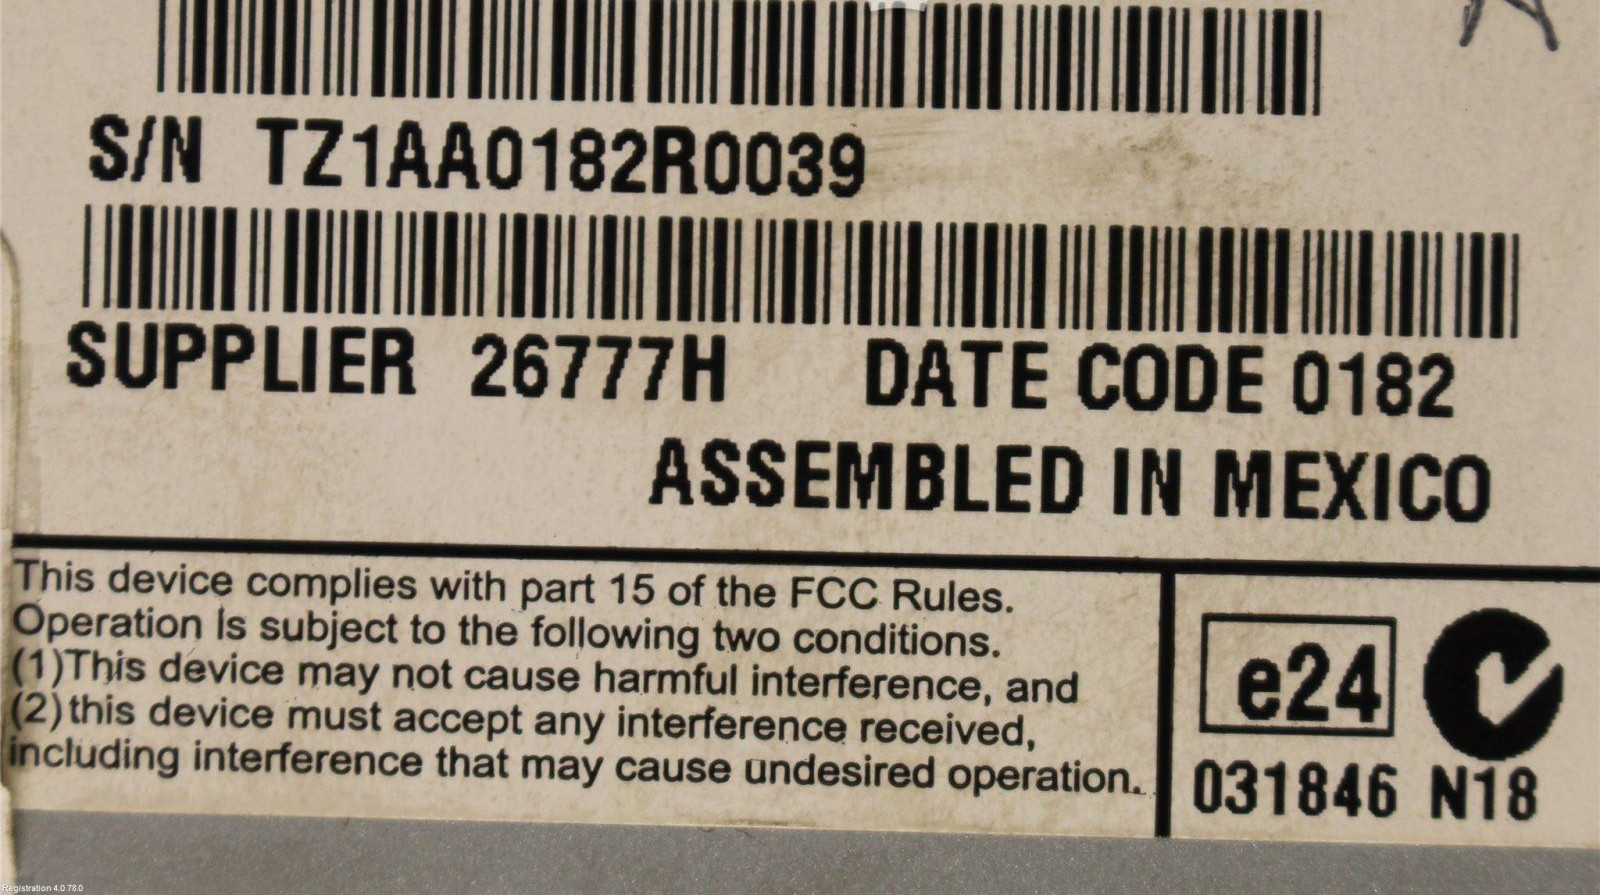 S/N TZ1AA0182R0039
SUPPLIER 26777H DATE CODE 0182
ASSEMBLED IN MEXICO
This device complies with part 15 of the FCC Rules.
Operation is subject to the following two conditions.
(1)This device may not cause harmful interference, and
(2)this device must accept any interference received,
including interference that may cause undesired operation.
e24
031846 N18
Registration 4.0.78.0